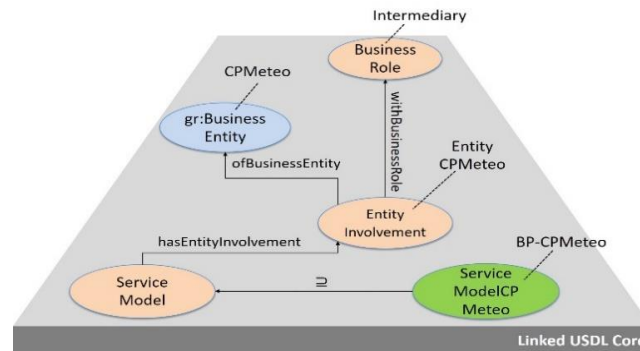 Intermediary
Business
Role
CPMeteo
gr:Business
Entity
withBusinessRole
Entity
CPMeteo
ofBusinessEntity
Entity
Involvement
hasEntityInvolvement
BP-CPMeteo
Service
Model
⊆
Service
ModelCP
Meteo
Linked USDL Core